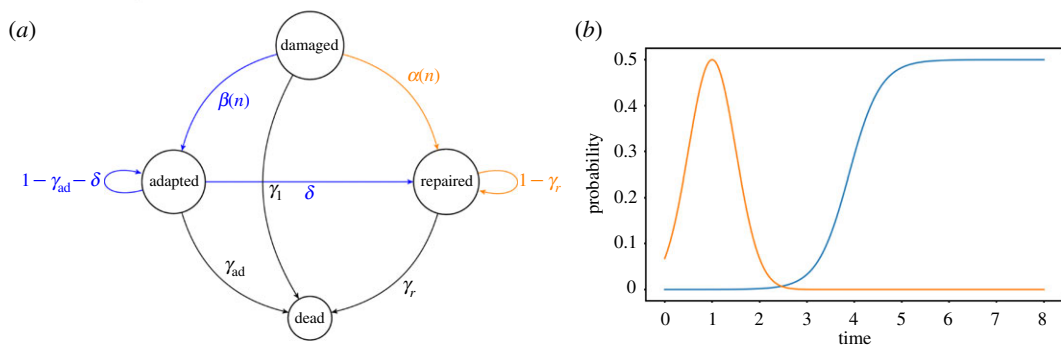 (a)
damaged
β(n)
α(n)
1 − γad − δ
adapted
γ1
δ
repaired
1 − γr
γad
γr
dead
(b)
probability
0.5
0.4
0.3
0.2
0.1
0
0 1 2 3 4 5 6 7 8
time